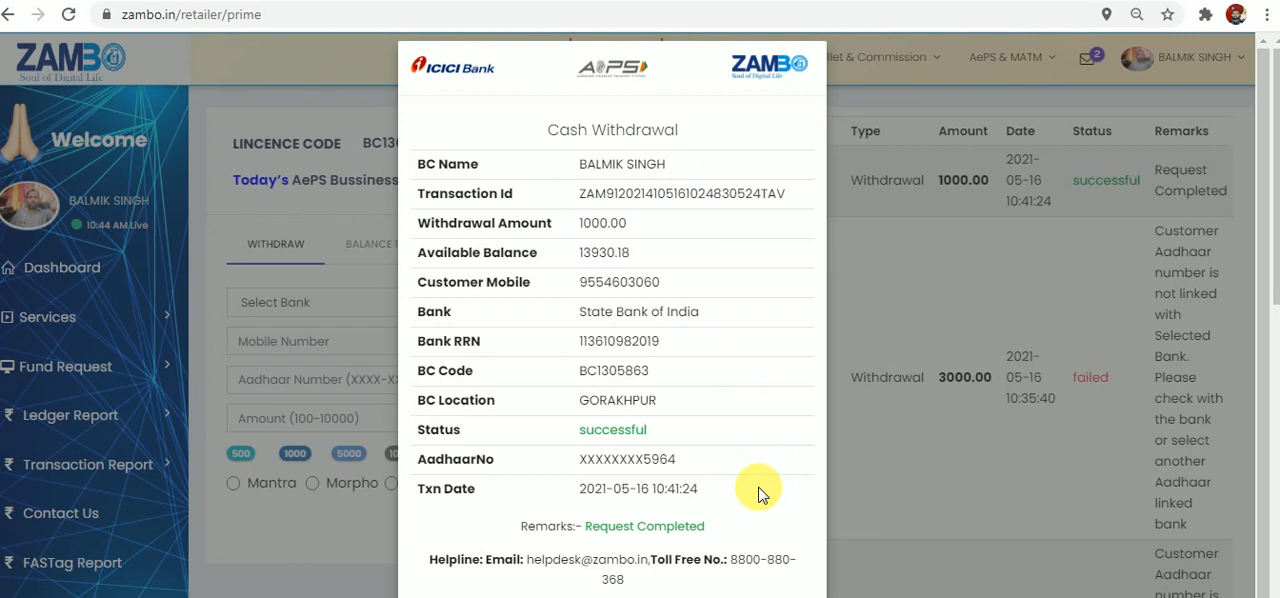 zambo.in/retailer/prime
ZAMBO
Soul of Digital Life
ICICI Bank
AePS
ZAMBO
Soul of Digital Life
llet & Commission
AePS & MATM
2
BALMIK SINGH
Welcome
BALMIK SINGH
10:44 AM Live
Dashboard
Services
Fund Request
Ledger Report
Transaction Report
Contact Us
FASTag Report
LINCENCE CODE BC130
Today's AePS Bussiness
WITHDRAW BALANCE
Select Bank
Mobile Number
Aadhaar Number (XXXX-XX
Amount (100-10000)
500 1000 5000 10
Mantra Morpho
Cash Withdrawal
BC Name BALMIK SINGH
Transaction Id ZAM91202141051610248305​24TAV
Withdrawal Amount 1000.00
Available Balance 13930.18
Customer Mobile 9554603060
Bank State Bank of India
Bank RRN 113610982019
BC Code BC1305863
BC Location GORAKHPUR
Status successful
AadhaarNo XXXXXXXX5964
Txn Date 2021-05-16 10:41:24
Remarks:- Request Completed
Helpline: Email: helpdesk@zambo.in,Toll Free No.: 8800-880-
368
Type Amount Date Status Remarks
Withdrawal 1000.00 2021-
05-16
10:41:24 successful Request
Completed
Withdrawal 3000.00 2021-
05-16
10:35:40 failed Customer
Aadhaar
number is
not linked
with
Selected
Bank.
Please
check with
the bank
or select
another
Aadhaar
linked
bank
Customer
Aadhaar
number is